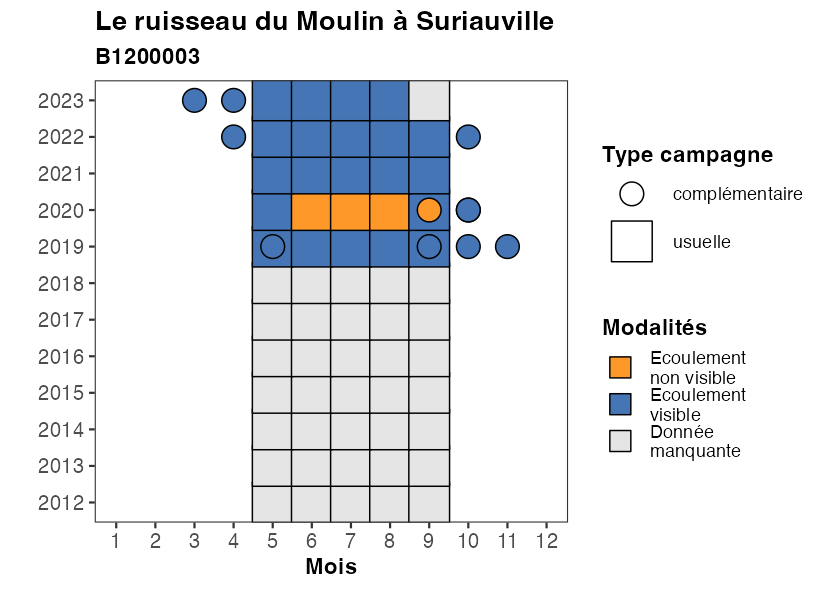 Le ruisseau du Moulin à Suriauville
B1200003
2023
2022
2021
2020
2019
2018
2017
2016
2015
2014
2013
2012
1 2 3 4 5 6 7 8 9 10 11 12
Mois
Type campagne
complémentaire
usuelle
Modalités
Ecoulement
non visible
Ecoulement
visible
Donnée
manquante